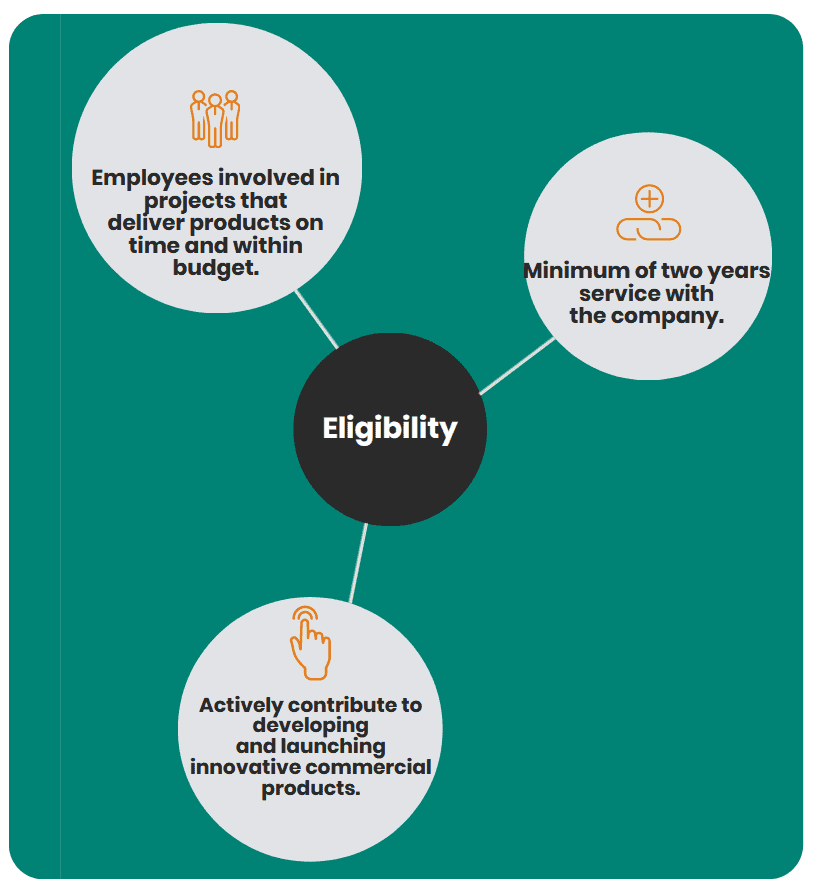 Employees involved in
projects that
deliver products on
time and within
budget.
Minimum of two years
service with
the company.
Eligibility
Actively contribute to
developing
and launching
innovative commercial
products.